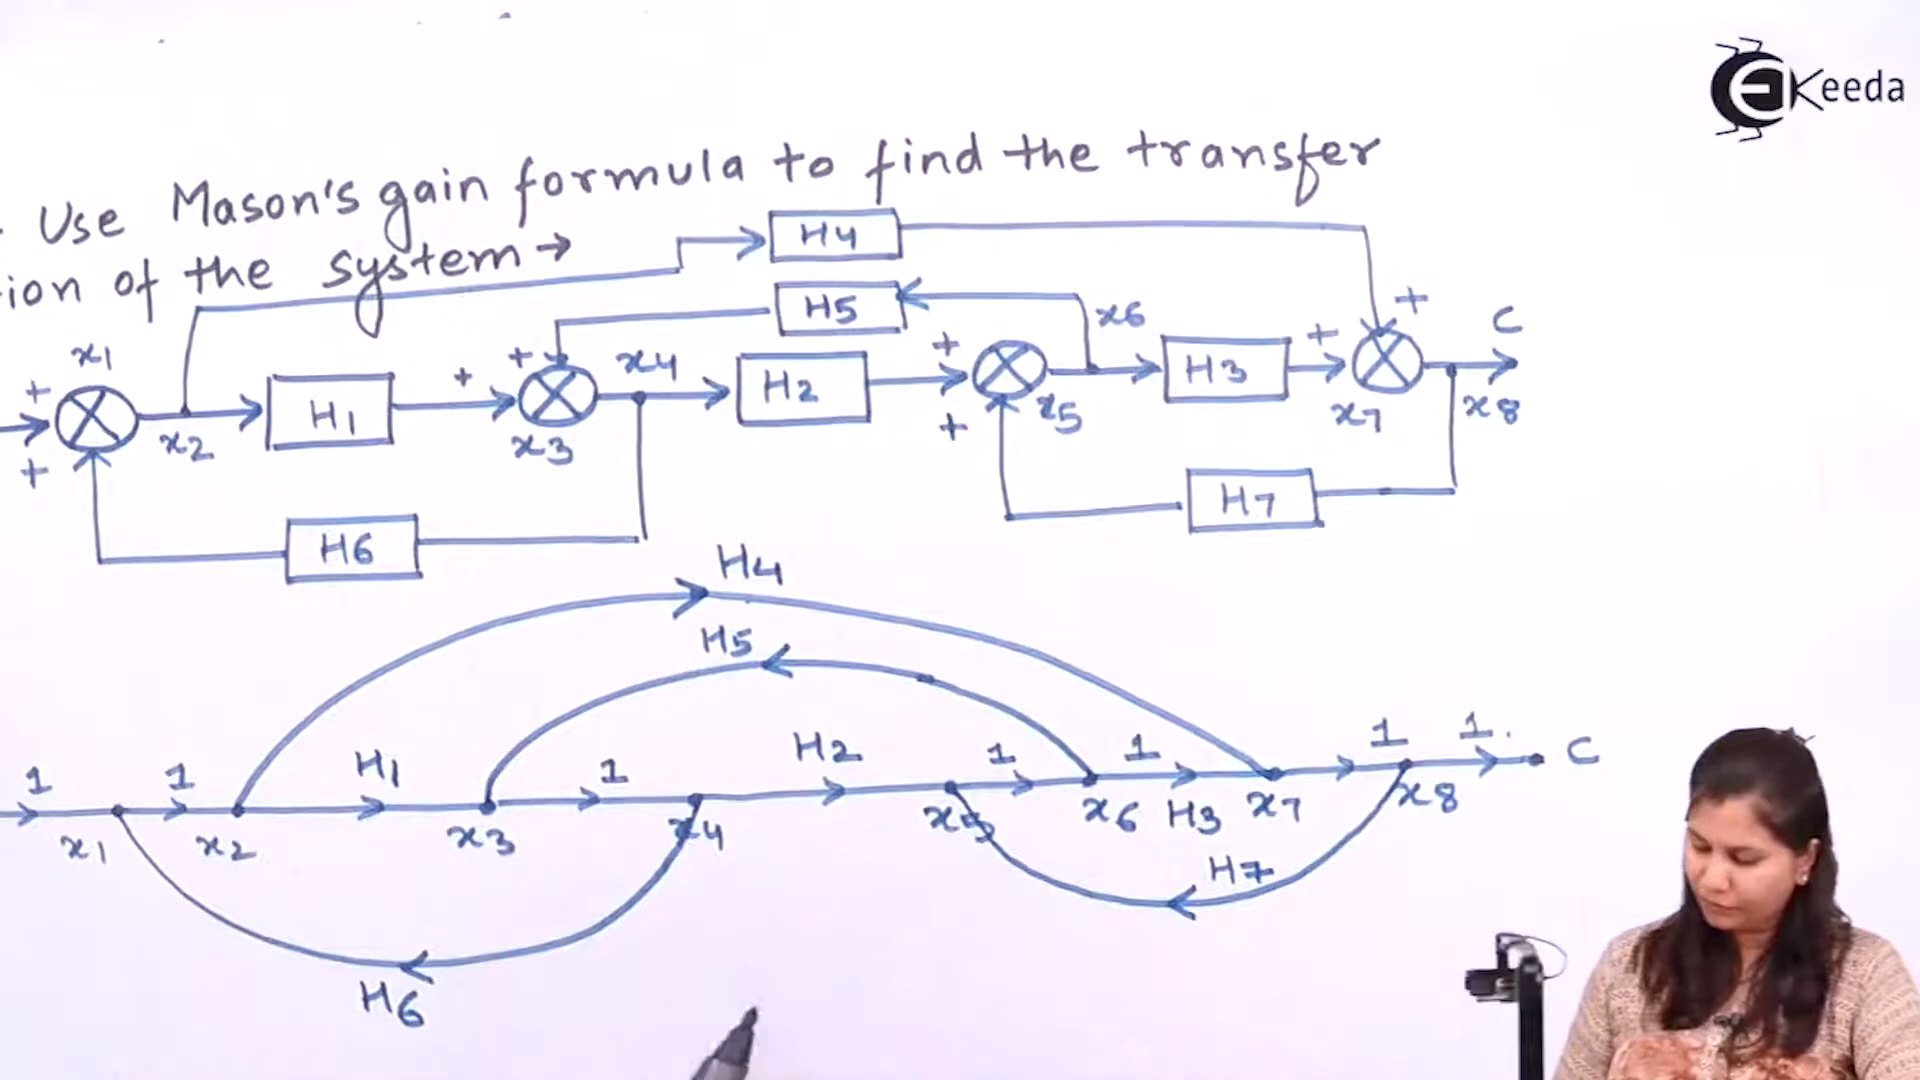 Keeda
Use Mason's gain formula to find the transfer
ion of the system →
H4
H5
x1
+
+
x2
H1
+
+
x3
x4
H2
+
+
x5
x6
H3
+
+
x7
C
x8
H6
H7
H4
H5
1
1
H1
1
H2
1
1
1
1.
C
x1
x2
x3
x4
x5
x6
H3
x7
x8
H7
H6